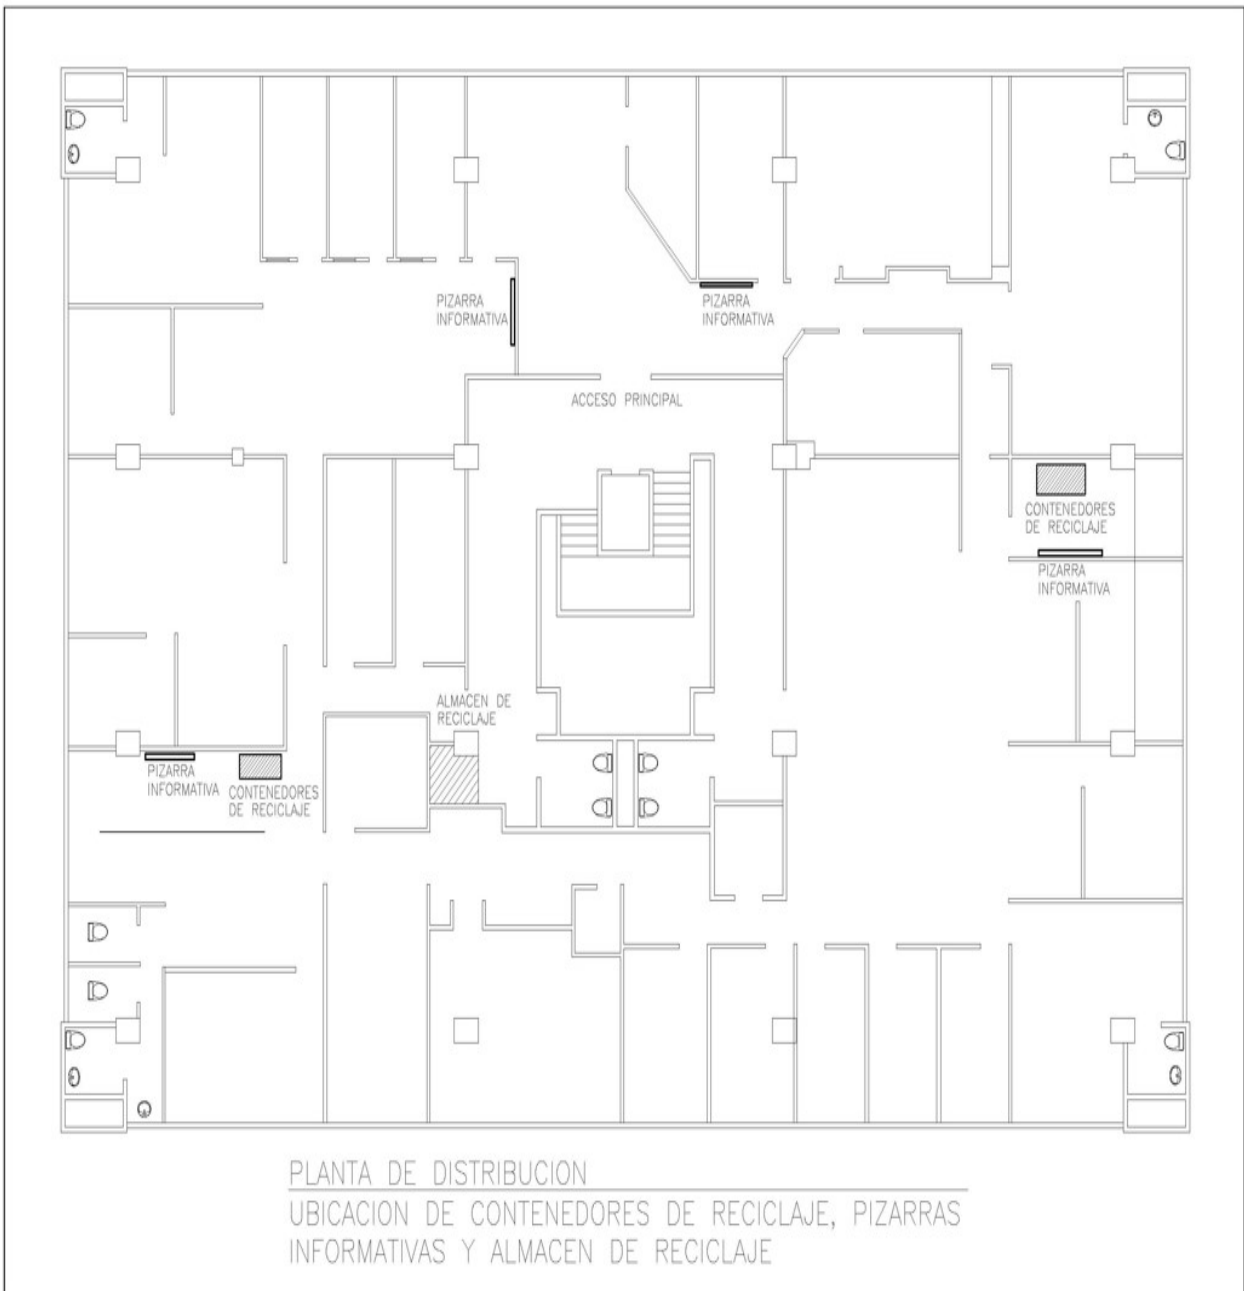 PIZARRA
INFORMATIVA
PIZARRA
INFORMATIVA
ACCESO PRINCIPAL
CONTENEDORES
DE RECICLAJE
PIZARRA
INFORMATIVA
ALMACEN DE
RECICLAJE
PIZARRA
INFORMATIVA
CONTENEDORES
DE RECICLAJE
PLANTA DE DISTRIBUCION
UBICACION DE CONTENEDORES DE RECICLAJE, PIZARRAS
INFORMATIVAS Y ALMACEN DE RECICLAJE